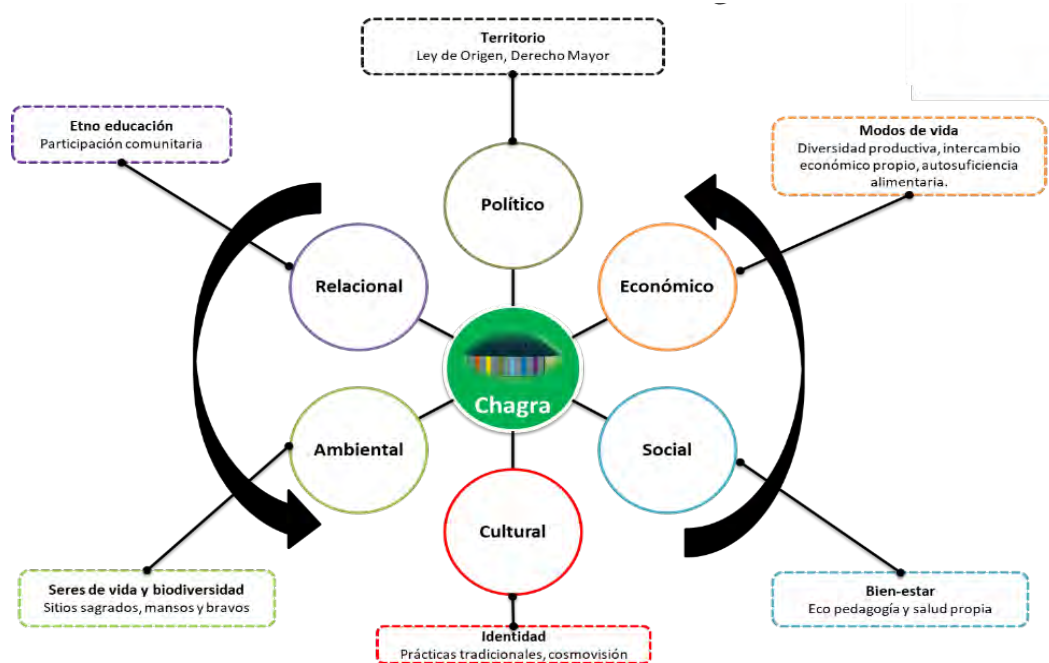 Territorio
Ley de Origen, Derecho Mayor
Etno educación
Participación comunitaria
Modos de vida
Diversidad productiva, intercambio
económico propio, autosuficiencia
alimentaria.
Político
Relacional
Económico
Chagra
Ambiental
Social
Cultural
Seres de vida y biodiversidad
Sitios sagrados, mansos y bravos
Bien-estar
Eco pedagogía y salud propia
Identidad
Prácticas tradicionales, cosmovisión